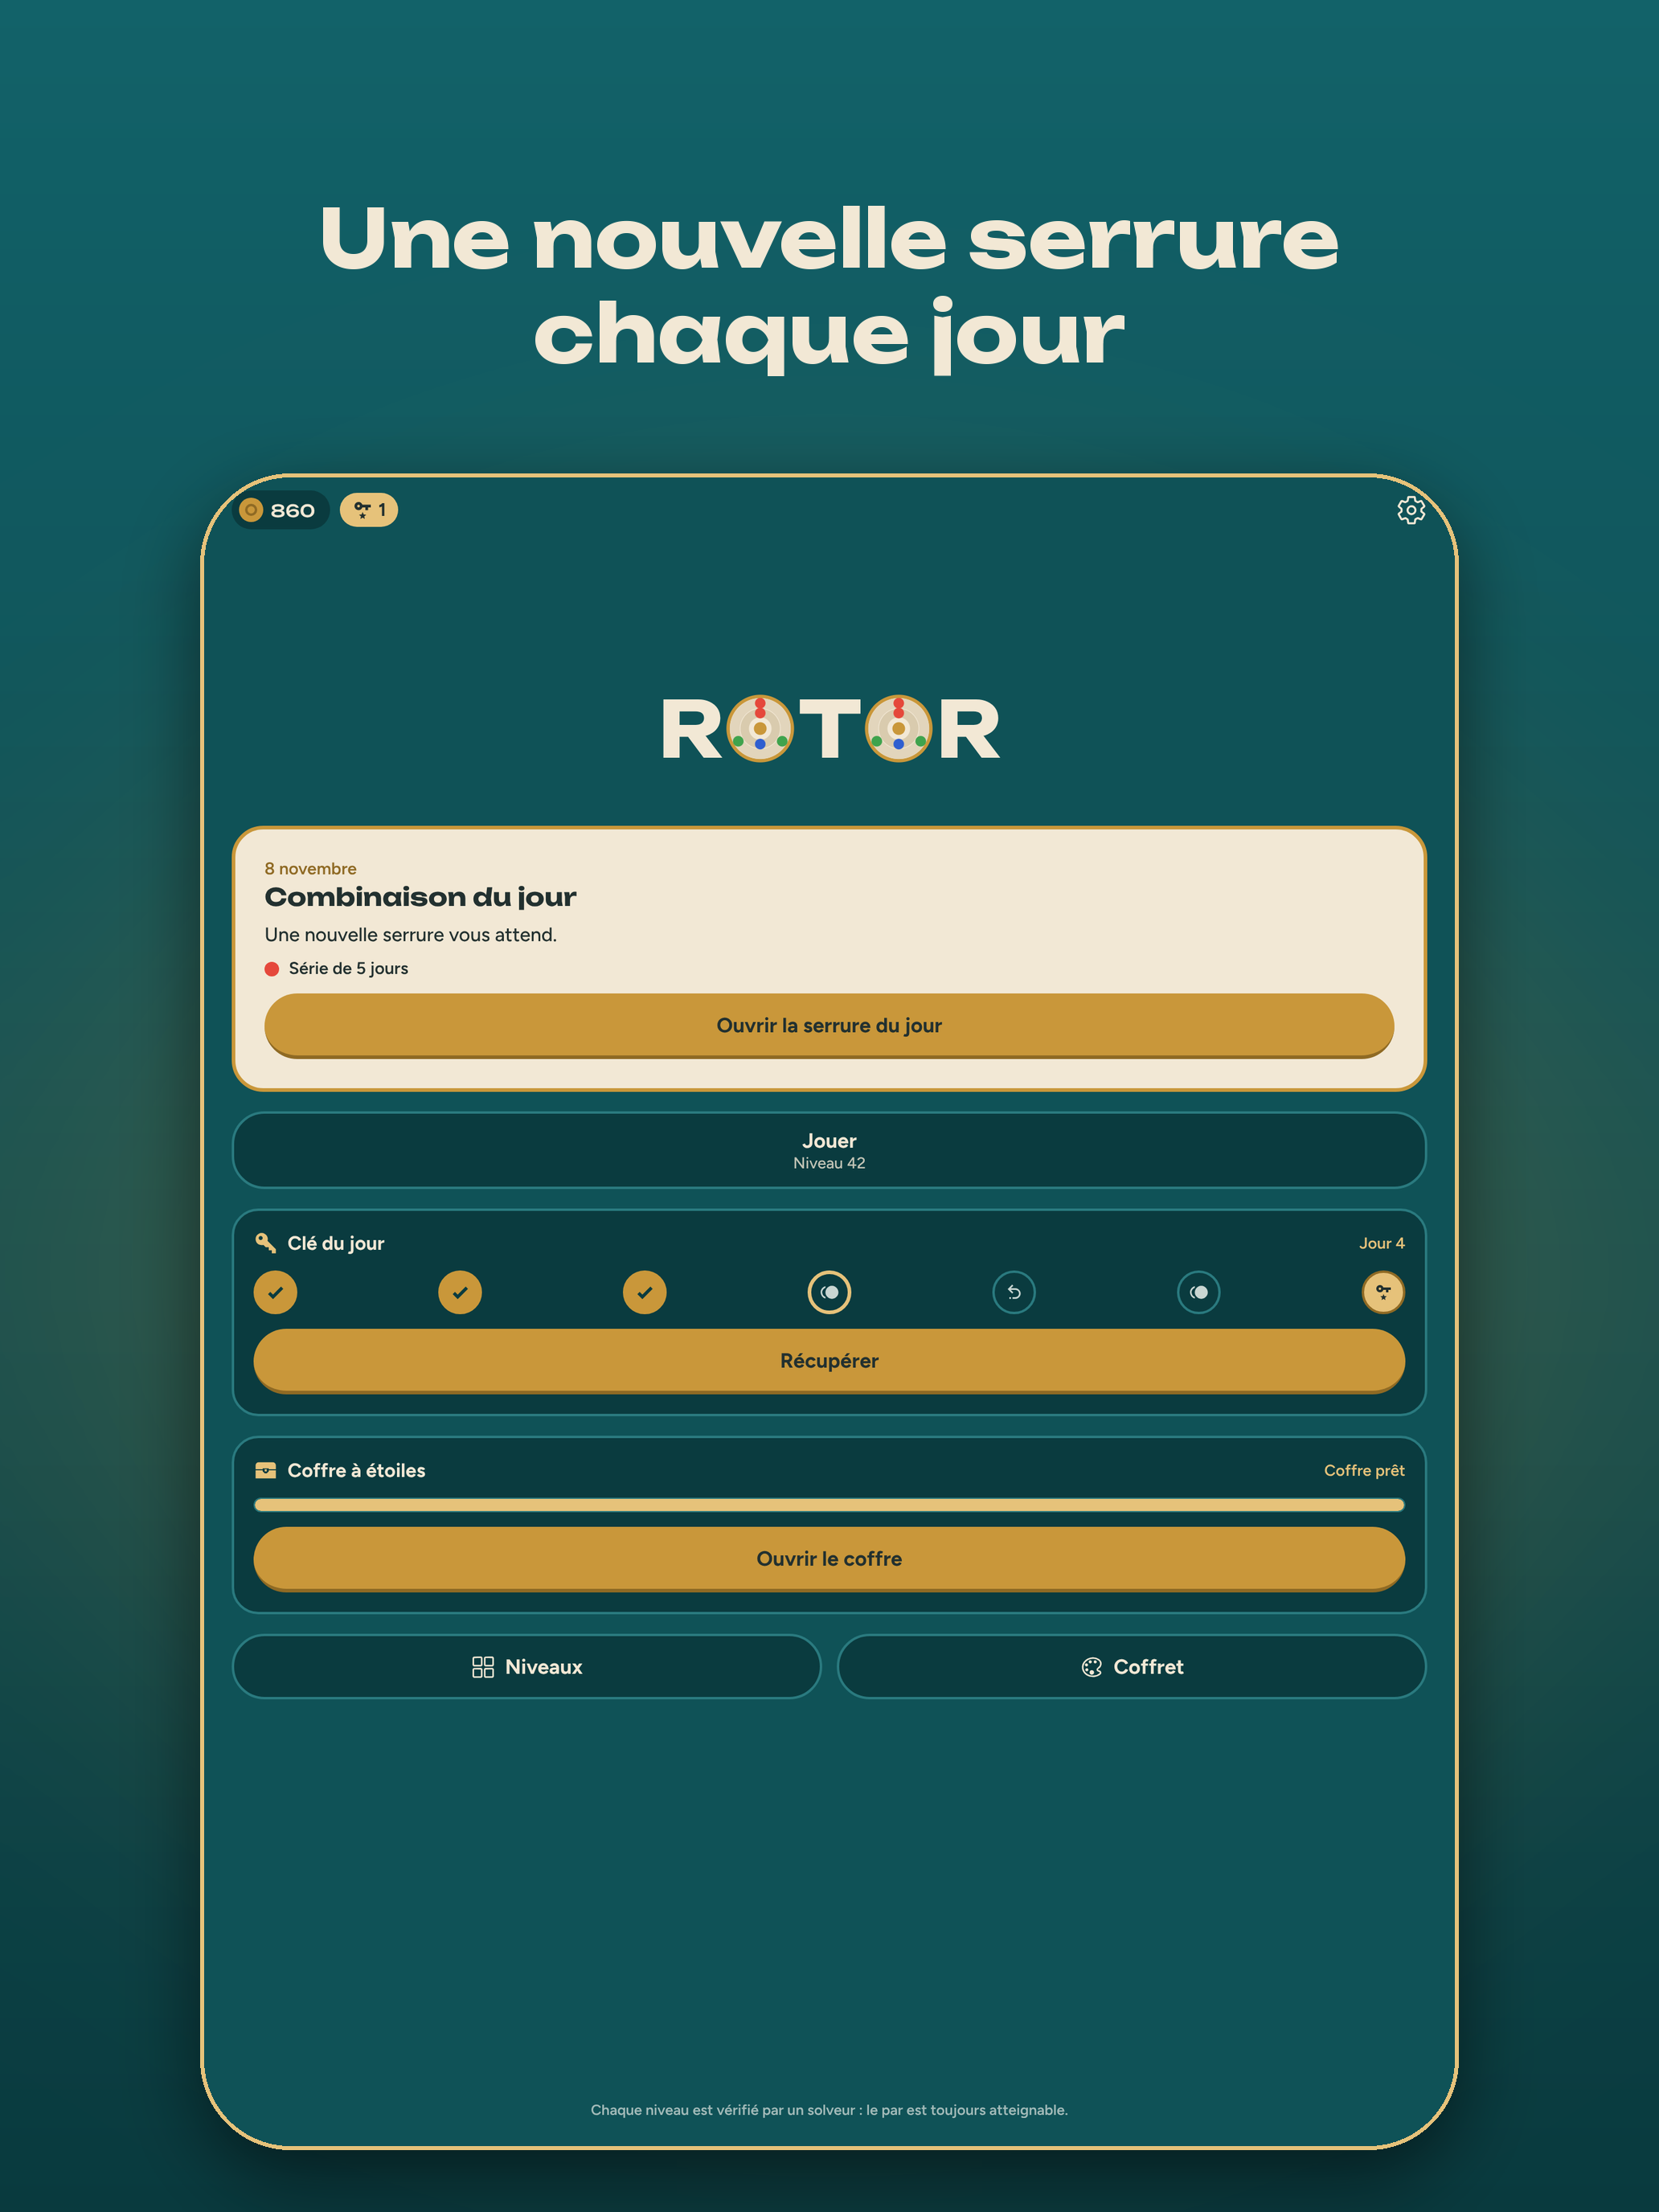 Une nouvelle serrure
chaque jour
860
1
ROTOR
8 novembre
Combinaison du jour
Une nouvelle serrure vous attend.
Série de 5 jours
Ouvrir la serrure du jour
Jouer
Niveau 42
Clé du jour
Jour 4
Récupérer
Coffre à étoiles
Coffre prêt
Ouvrir le coffre
Niveaux
Coffret
Chaque niveau est vérifié par un solveur : le par est toujours atteignable.